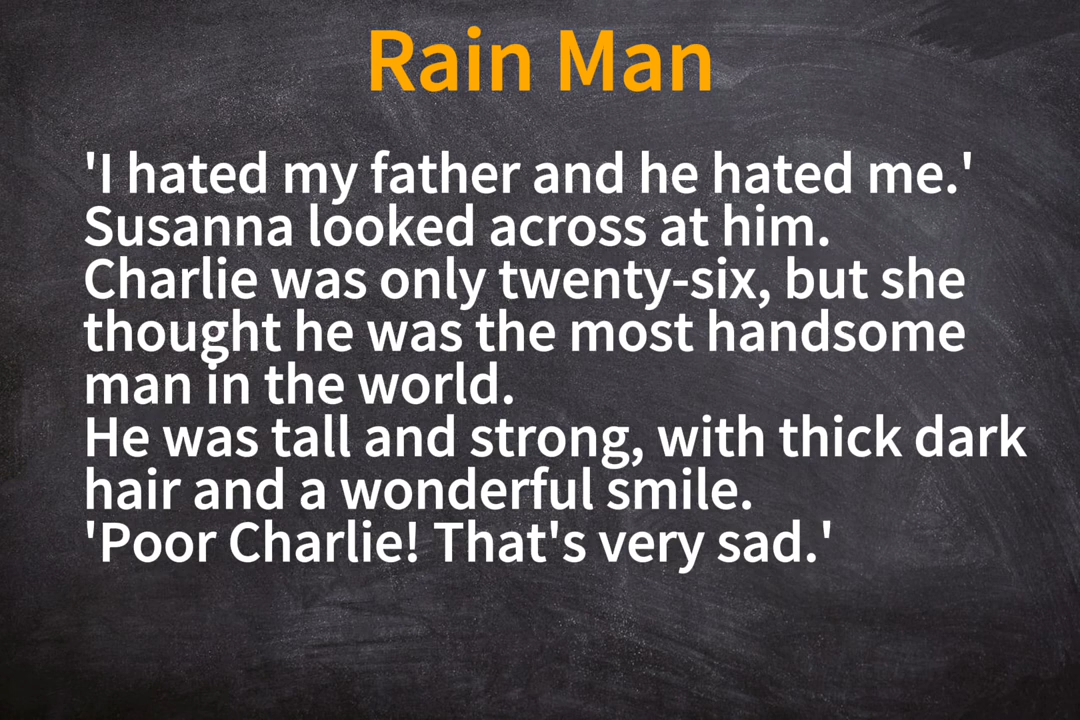 Rain Man
'I hated my father and he hated me.'
Susanna looked across at him.
Charlie was only twenty-six, but she
thought he was the most handsome
man in the world.
He was tall and strong, with thick dark
hair and a wonderful smile.
'Poor Charlie! That's very sad.'